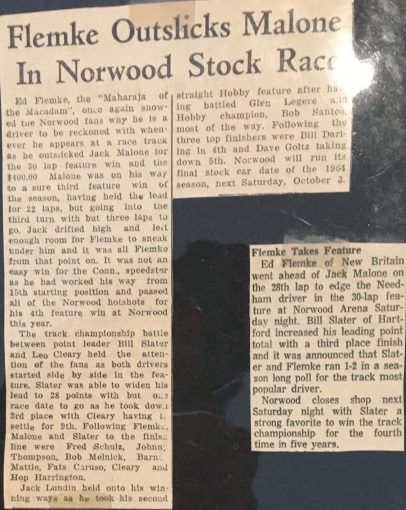 Flemke Outslicks Malone
In Norwood Stock Race
Ed Flemke, the "Maharaja of
the Macadam", once again show-
ed the Norwood fans why he is a
driver to be reckoned with when-
ever he appears at a race track
as he outsicked Jack Malone for
the 30 lap feature win and the
$400.00 Malone was on his way
to a sure third feature win of
the season, having held the lead
for 22 laps, but going into the
third turn with but three laps to
go, Jack drifted high and left
enough room for Flemke to sneak
under him and it was all Flemke
from that point on. It was not an
easy win for the Conn., speedster
as he had worked his way from
15th starting position and passed
all of the Norwood hotshots for
his 4th feature win at Norwood
this year.
The track championship battle
between point leader Bill Slater
and Leo Cleary held the atten-
tion of the fans as both drivers
started side by side in the fea-
ture. Slater was able to widen his
lead to 28 points with but one
race date to go as he took down
3rd place with Cleary having to
settle for 9th. Following Flemke,
Malone and Slater to the finish
line were Fred Schulz, Johnny
Thompson, Bob Melnick, Barn.
Mattle, Fats Caruso, Cleary and
Hop Harrington.
Jack Lundin held onto his win-
ning ways as he took his second
straight Hobby feature after hav-
ing battled Glen Legere and
Hobby champion, Bob Santos
most of the way. Following the
three top finishers were Bill Darl-
ing in 4th and Dave Goltz taking
down 5th. Norwood will run its
final stock car date of the 1964
season, next Saturday, October 3.
Flemke Takes Feature
Ed Flemke of New Britain
went ahead of Jack Malone on
the 28th lap to edge the Need-
ham driver in the 30-lap fea-
ture at Norwood Arena Satur-
day night. Bill Slater of Hart-
ford increased his leading point
total with a third place finish
and it was announced that Slat-
er and Flemke ran 1-2 in a sea-
son long poll for the track most
popular driver.
Norwood closes shop next
Saturday night with Slater a
strong favorite to win the track
championship for the fourth
time in five years.